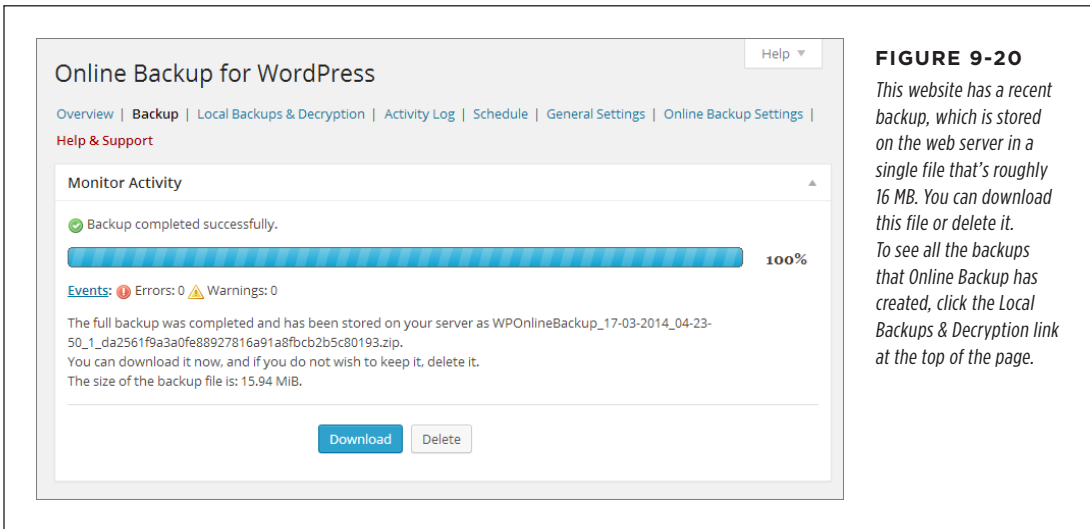 Help
Online Backup for WordPress
Overview | Backup | Local Backups & Decryption | Activity Log | Schedule | General Settings | Online Backup Settings |
Help & Support
Monitor Activity
Backup completed successfully.
100%
Events: Errors: 0 Warnings: 0
The full backup was completed and has been stored on your server as WPOnlineBackup_17-03-2014_04-23-
50_1_da2561f9a3a0fe88927816a91a8fbcb2b5c80193.zip.
You can download it now, and if you do not wish to keep it, delete it.
The size of the backup file is: 15.94 MiB.
Download Delete
FIGURE 9-20
This website has a recent
backup, which is stored
on the web server in a
single file that's roughly
16 MB. You can download
this file or delete it.
To see all the backups
that Online Backup has
created, click the Local
Backups & Decryption link
at the top of the page.